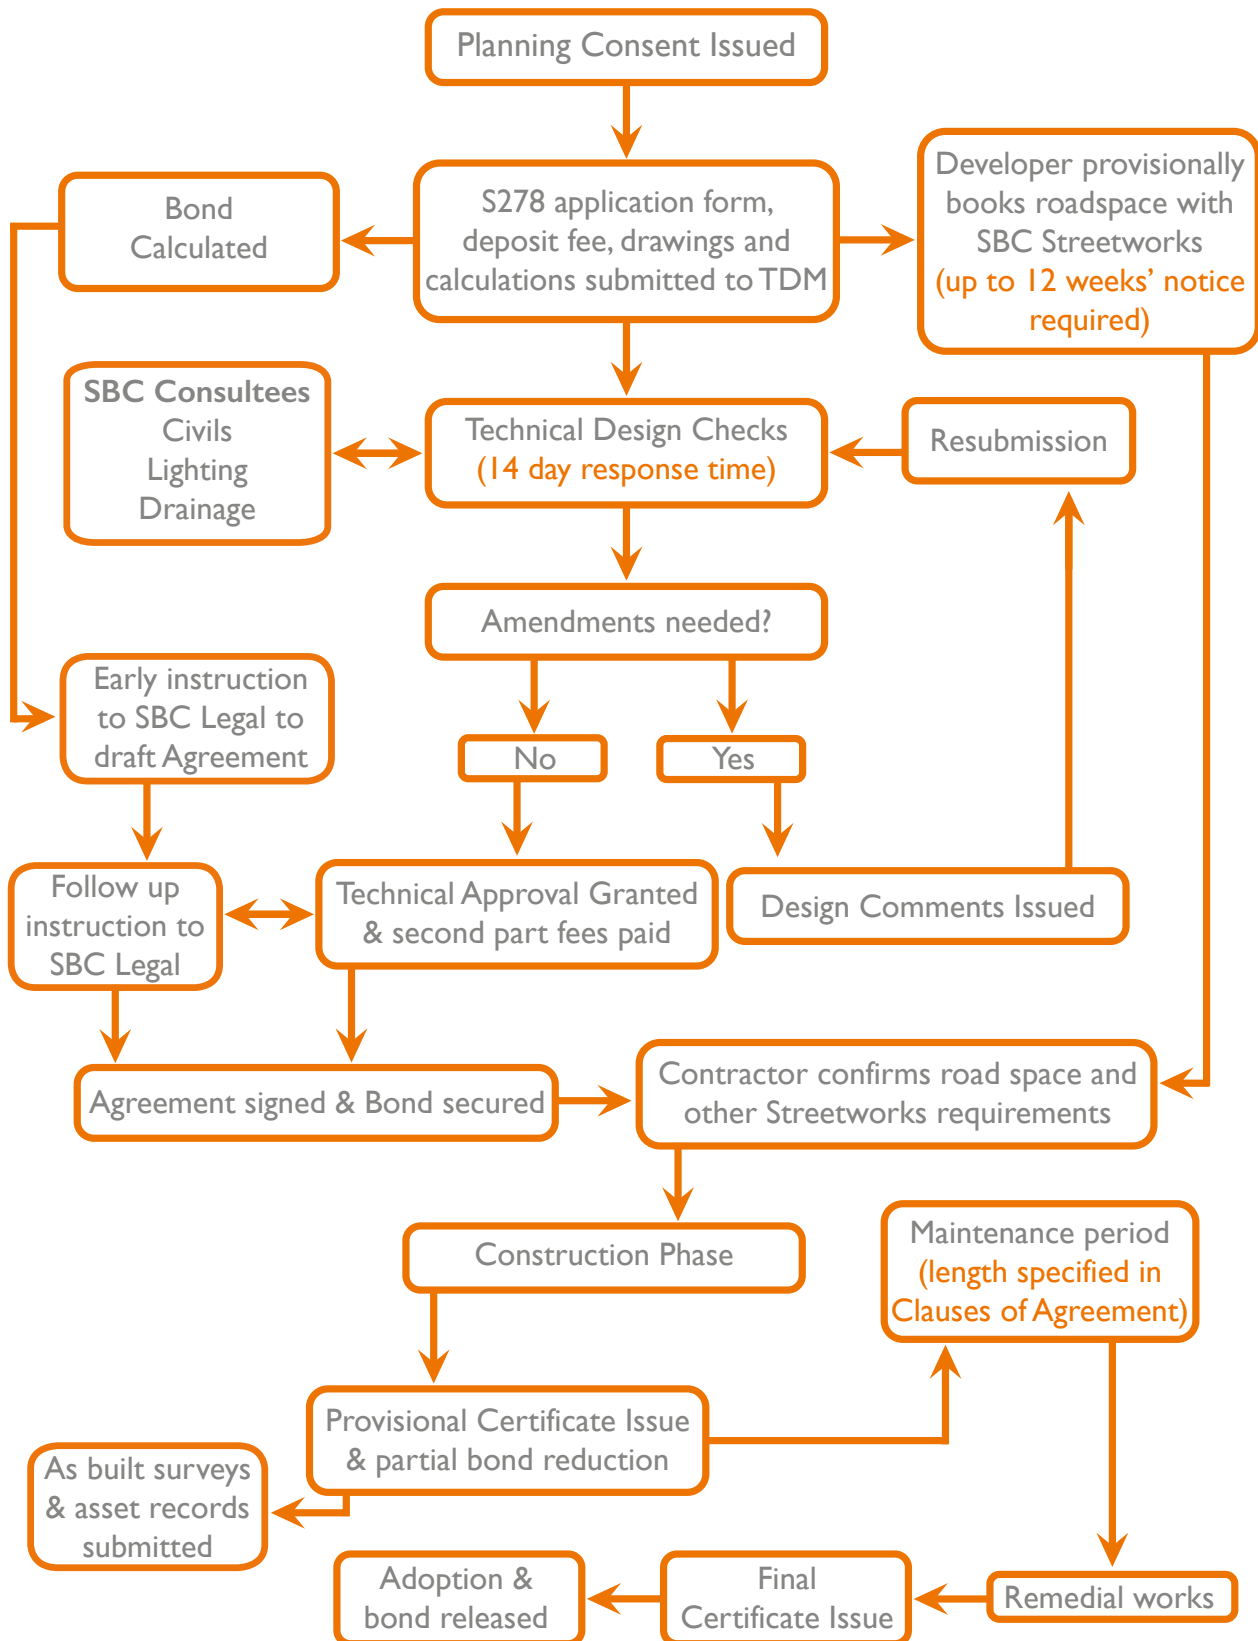 Planning Consent Issued
Bond
Calculated
S278 application form,
deposit fee, drawings and
calculations submitted to TDM
Developer provisionally
books roadspace with
SBC Streetworks
(up to 12 weeks’ notice
required)
SBC Consultees
Civils
Lighting
Drainage
Technical Design Checks
(14 day response time)
Resubmission
Amendments needed?
Early instruction
to SBC Legal to
draft Agreement
No
Yes
Follow up
instruction to
SBC Legal
Technical Approval Granted
& second part fees paid
Design Comments Issued
Agreement signed & Bond secured
Contractor confirms road space and
other Streetworks requirements
Construction Phase
Maintenance period
(length specified in
Clauses of Agreement)
Provisional Certificate Issue
& partial bond reduction
As built surveys
& asset records
submitted
Adoption &
bond released
Final
Certificate Issue
Remedial works